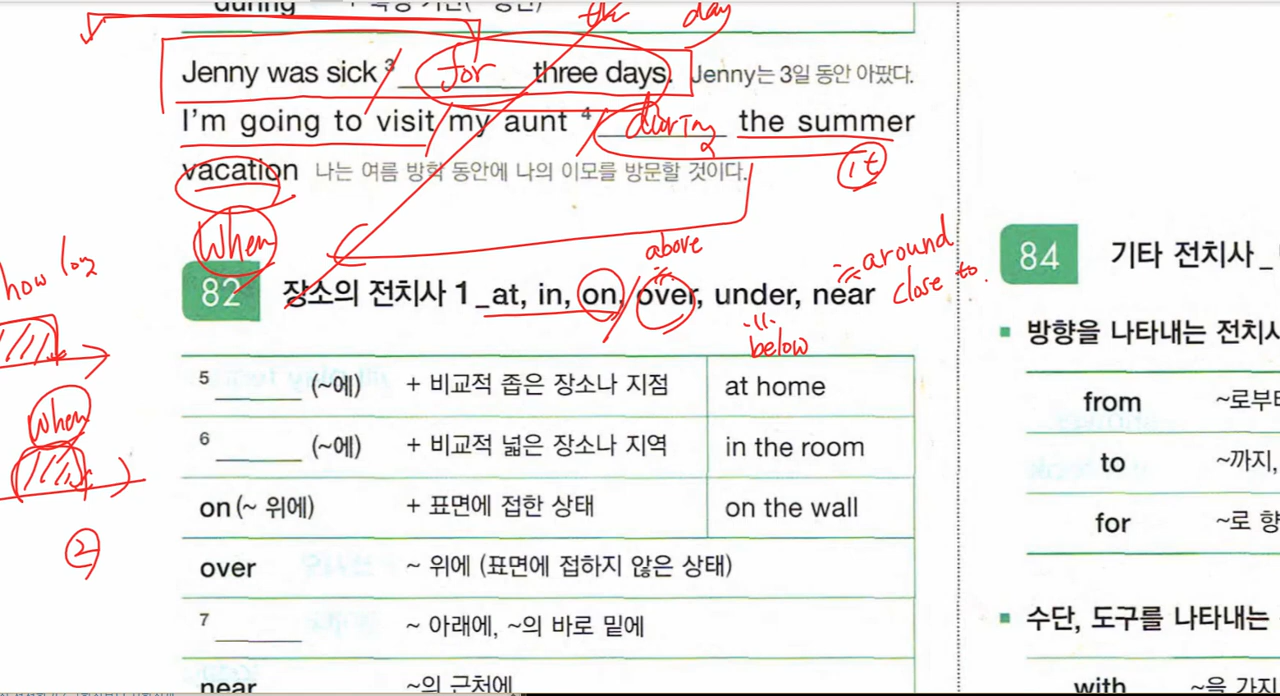 during
the day
Jenny was sick ³ for three days. Jenny는 3일 동안 아팠다.
I'm going to visit my aunt ⁴ during the summer
vacation 나는 여름 방학 동안에 나의 이모를 방문할 것이다.
it
when
how long
above
around
close to.
82 장소의 전치사 1_at, in, on, over, under, near
below
5 ______ (~에) + 비교적 좁은 장소나 지점 at home
when
6 ______ (~에) + 비교적 넓은 장소나 지역 in the room
on (~ 위에) + 표면에 접한 상태 on the wall
②
over ~ 위에 (표면에 접하지 않은 상태)
7 ______ ~ 아래에, ~의 바로 밑에
near ~의 근처에
84 기타 전치사_
방향을 나타내는 전치사
from ~로부터
to ~까지,
for ~로 향
수단, 도구를 나타내는
with ~을 가지